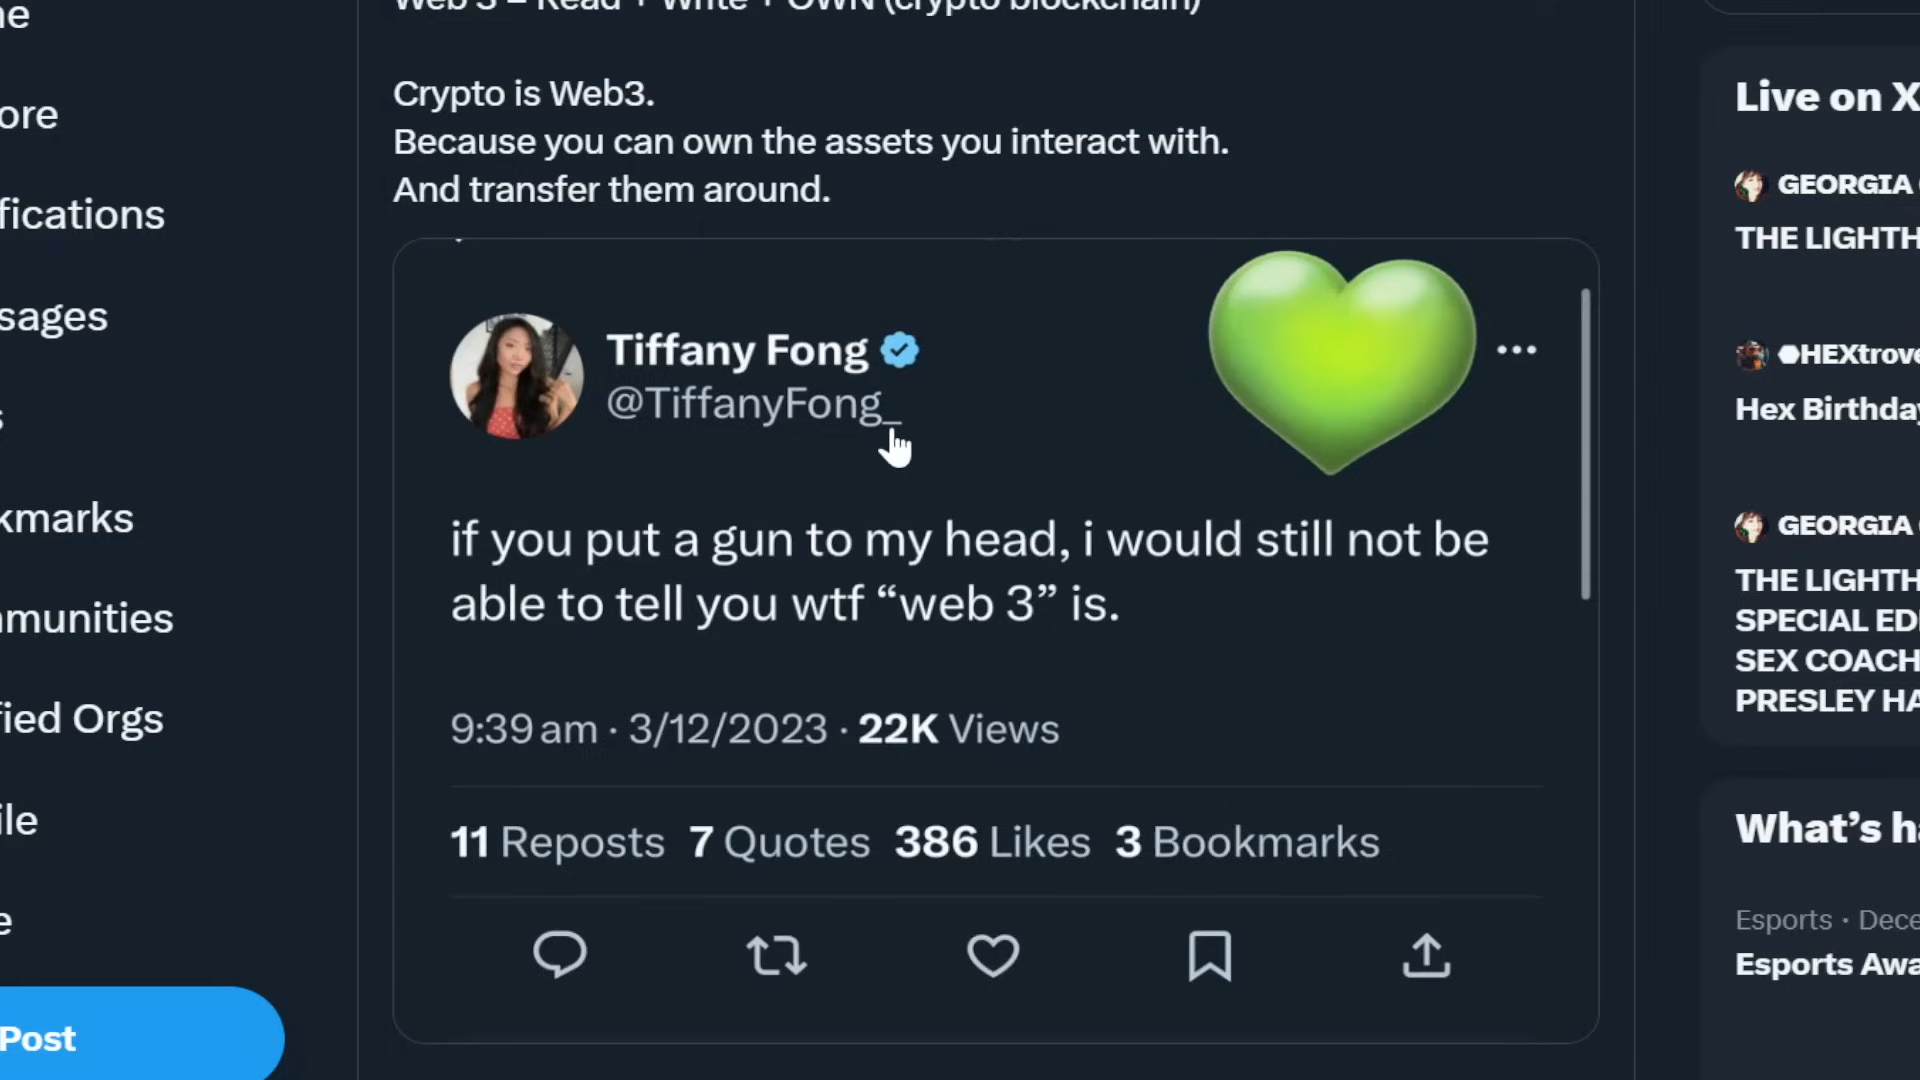 Web 3 = Read + Write + OWN (crypto blockchain)
Crypto is Web3.
Because you can own the assets you interact with.
And transfer them around.
Tiffany Fong
@TiffanyFong_
if you put a gun to my head, i would still not be
able to tell you wtf “web 3” is.
9:39 am · 3/12/2023 · 22K Views
11 Reposts 7 Quotes 386 Likes 3 Bookmarks
Post
Live on X
GEORGIA
THE LIGHTH
HEXtrove
Hex Birthday
GEORGIA
THE LIGHTH
SPECIAL EDI
SEX COACH
PRESLEY HA
What’s ha
Esports · Dece
Esports Awa
fications
sages
kmarks
munities
fied Orgs
ore
ile